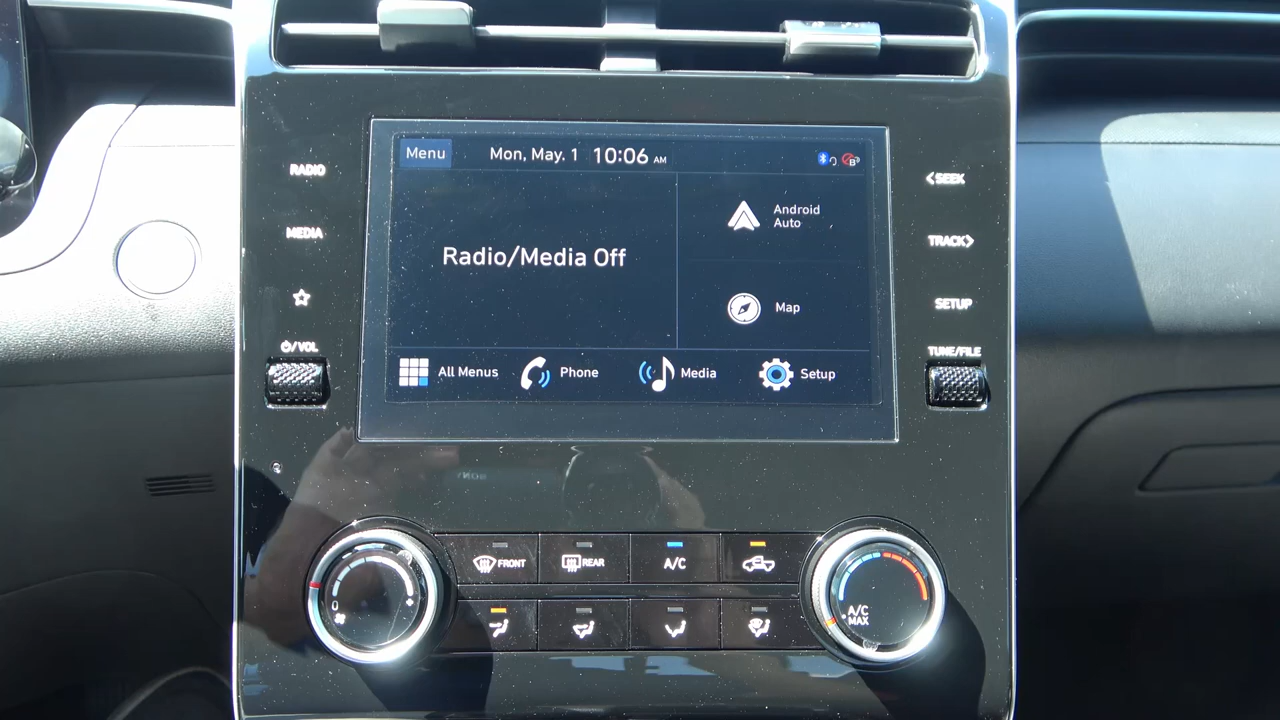 Menu
Mon, May. 1 10:06 AM
B
RADIO
MEDIA
VOL
<SEEK
TRACK>
SETUP
TUNE/FILE
Radio/Media Off
Android
Auto
Map
All Menus
Phone
Media
Setup
SONY
FRONT
REAR
A/C
A/C
MAX